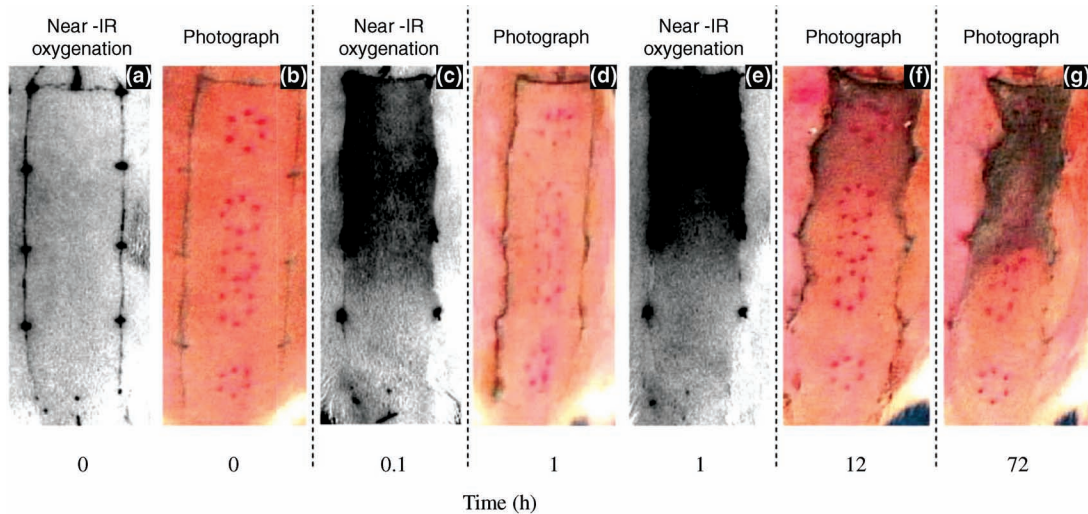 Near -IR
oxygenation
Photograph
Near -IR
oxygenation
Photograph
Near -IR
oxygenation
Photograph
Photograph
(a)
(b)
(c)
(d)
(e)
(f)
(g)
0
0
0.1
1
1
12
72
Time (h)